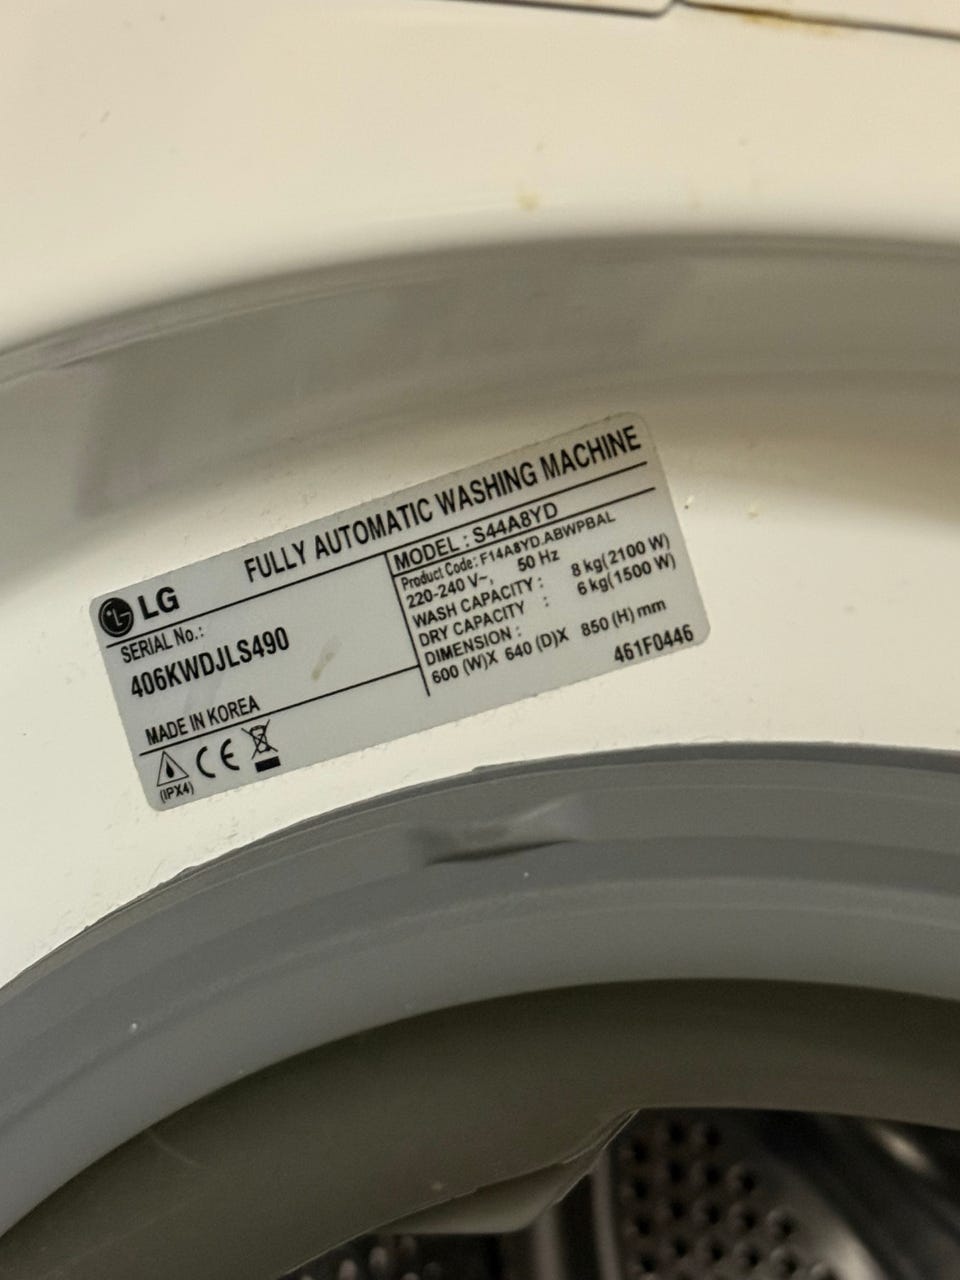 LG
FULLY AUTOMATIC WASHING MACHINE
SERIAL No.:
406KWDJLS490
MADE IN KOREA
(IPX4)
CE
MODEL : S44A8YD
Product Code: F14A8YD.ABWPBAL
220-240 V~, 50 Hz
WASH CAPACITY : 8 kg(2100 W)
DRY CAPACITY : 6 kg(1500 W)
DIMENSION :
600 (W)X 640 (D)X 850 (H) mm
461F0446